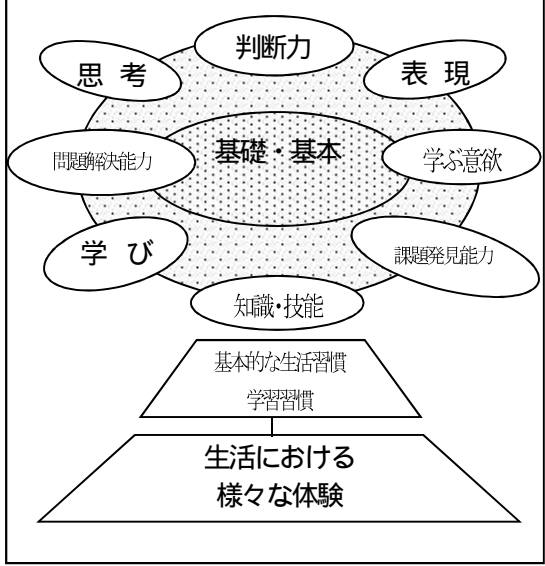 判断力
思 考
表 現
問題解決能力
基礎・基本
学ぶ意欲
学 び
課題発見能力
知識・技能
基本的な生活習慣
学習習慣
生活における
様々な体験